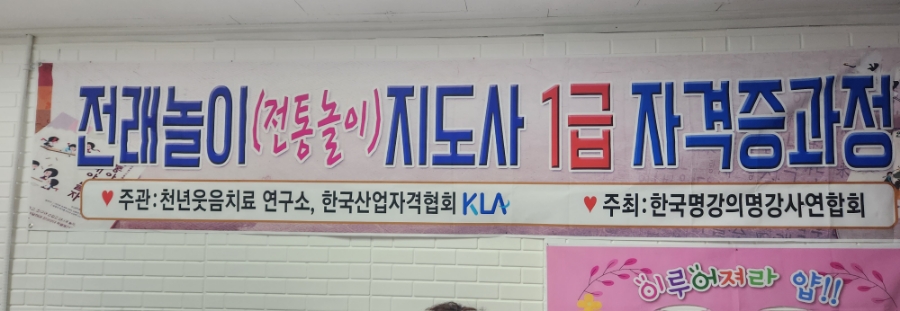 전래놀이(전통놀이)지도사 1급 자격증과정
♥주관:천년웃음치료 연구소, 한국산업자격협회 KLA ♥주최:한국명강의명강사연합회
이루어져라 얍!!